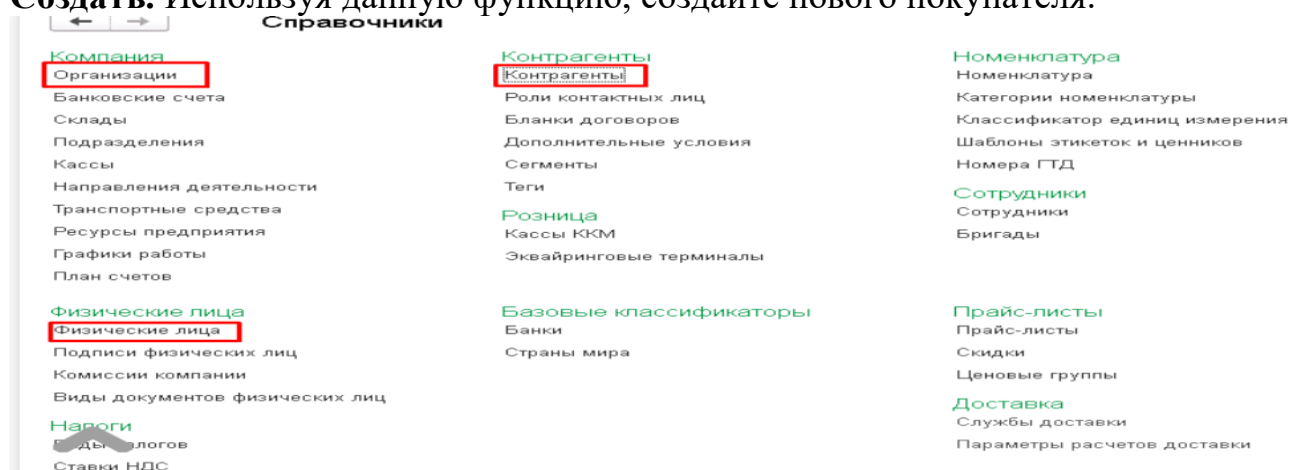 Создать. Используя данную функцию, создайте нового покупателя.
Справочники
Компания
Организации
Банковские счета
Склады
Подразделения
Кассы
Направления деятельности
Транспортные средства
Ресурсы предприятия
Графики работы
План счетов
Контрагенты
Контрагенты
Роли контактных лиц
Бланки договоров
Дополнительные условия
Сегменты
Теги
Розница
Кассы ККМ
Эквайринговые терминалы
Номенклатура
Номенклатура
Категории номенклатуры
Классификатор единиц измерения
Шаблоны этикеток и ценников
Номера ГТД
Сотрудники
Сотрудники
Бригады
Физические лица
Физические лица
Подписи физических лиц
Комиссии компании
Виды документов физических лиц
Налоги
Виды налогов
Ставки НДС
Базовые классификаторы
Банки
Страны мира
Прайс-листы
Прайс-листы
Скидки
Ценовые группы
Доставка
Службы доставки
Параметры расчетов доставки